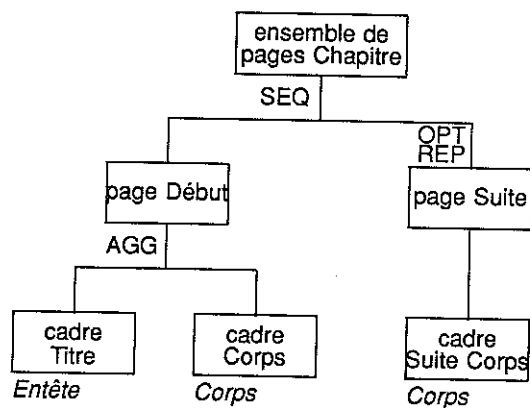 ensemble de
pages Chapitre
SEQ
OPT
REP
page Début
page Suite
AGG
cadre
Titre
cadre
Corps
cadre
Suite Corps
Entête
Corps
Corps